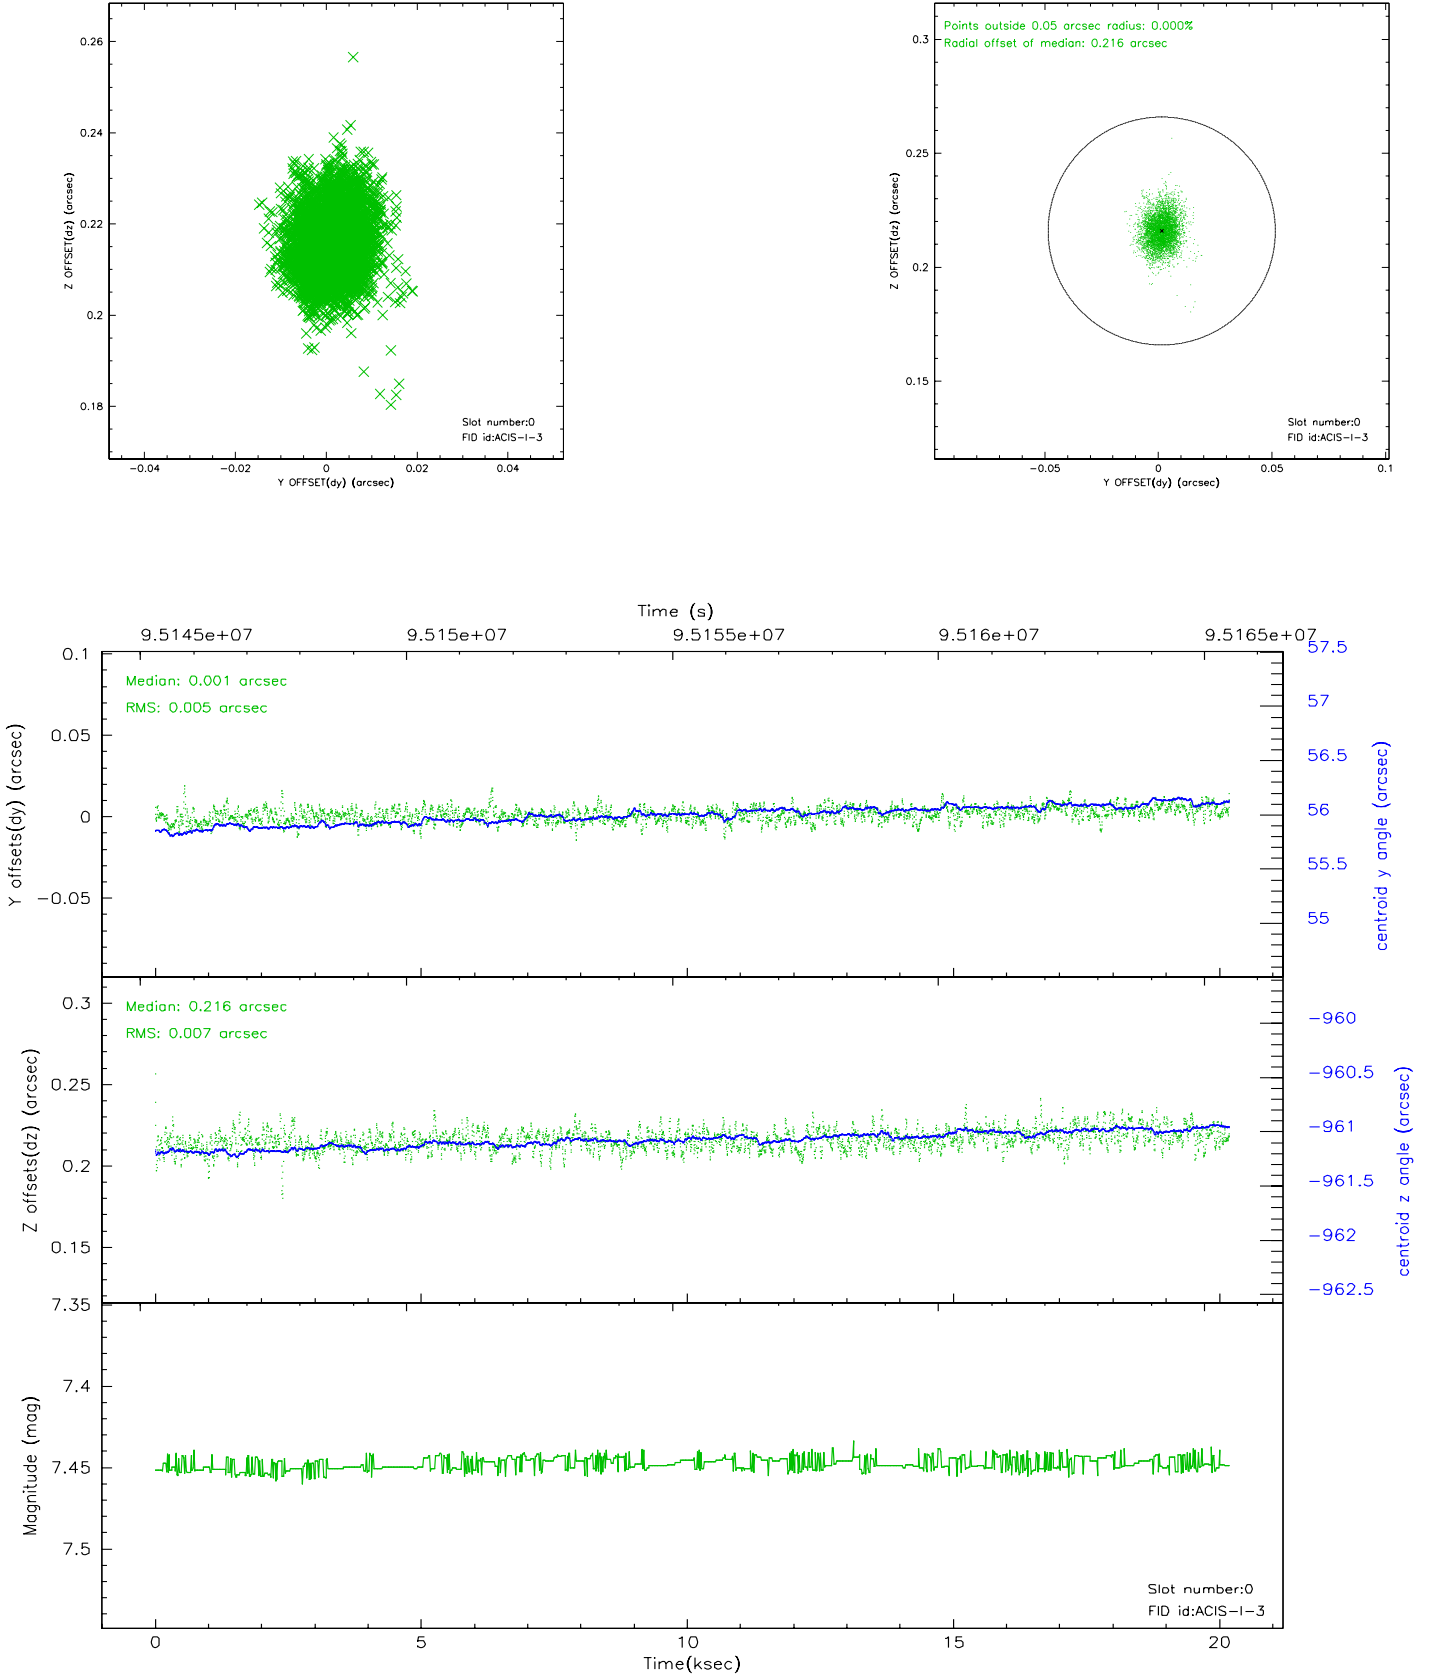 0.26
0.24
0.22
0.2
0.18
Z OFFSET(dz) (arcsec)
Slot number:0
FID id:ACIS-I-3
-0.04 -0.02 0 0.02 0.04
Y OFFSET(dy) (arcsec)
Points outside 0.05 arcsec radius: 0.000%
Radial offset of median: 0.216 arcsec
0.3
0.25
0.2
0.15
Z OFFSET(dz) (arcsec)
Slot number:0
FID id:ACIS-I-3
-0.05 0 0.05 0.1
Y OFFSET(dy) (arcsec)
Time (s)
9.5145e+07 9.515e+07 9.5155e+07 9.516e+07 9.5165e+07
0.1
0.05
0
-0.05
Y offsets(dy) (arcsec)
Median: 0.001 arcsec
RMS: 0.005 arcsec
57.5
57
56.5
56
55.5
55
centroid y angle (arcsec)
0.3
0.25
0.2
0.15
Z offsets(dz) (arcsec)
Median: 0.216 arcsec
RMS: 0.007 arcsec
-960
-960.5
-961
-961.5
-962
-962.5
centroid z angle (arcsec)
7.35
7.4
7.45
7.5
Magnitude (mag)
Slot number:0
FID id:ACIS-I-3
0 5 10 15 20
Time(ksec)